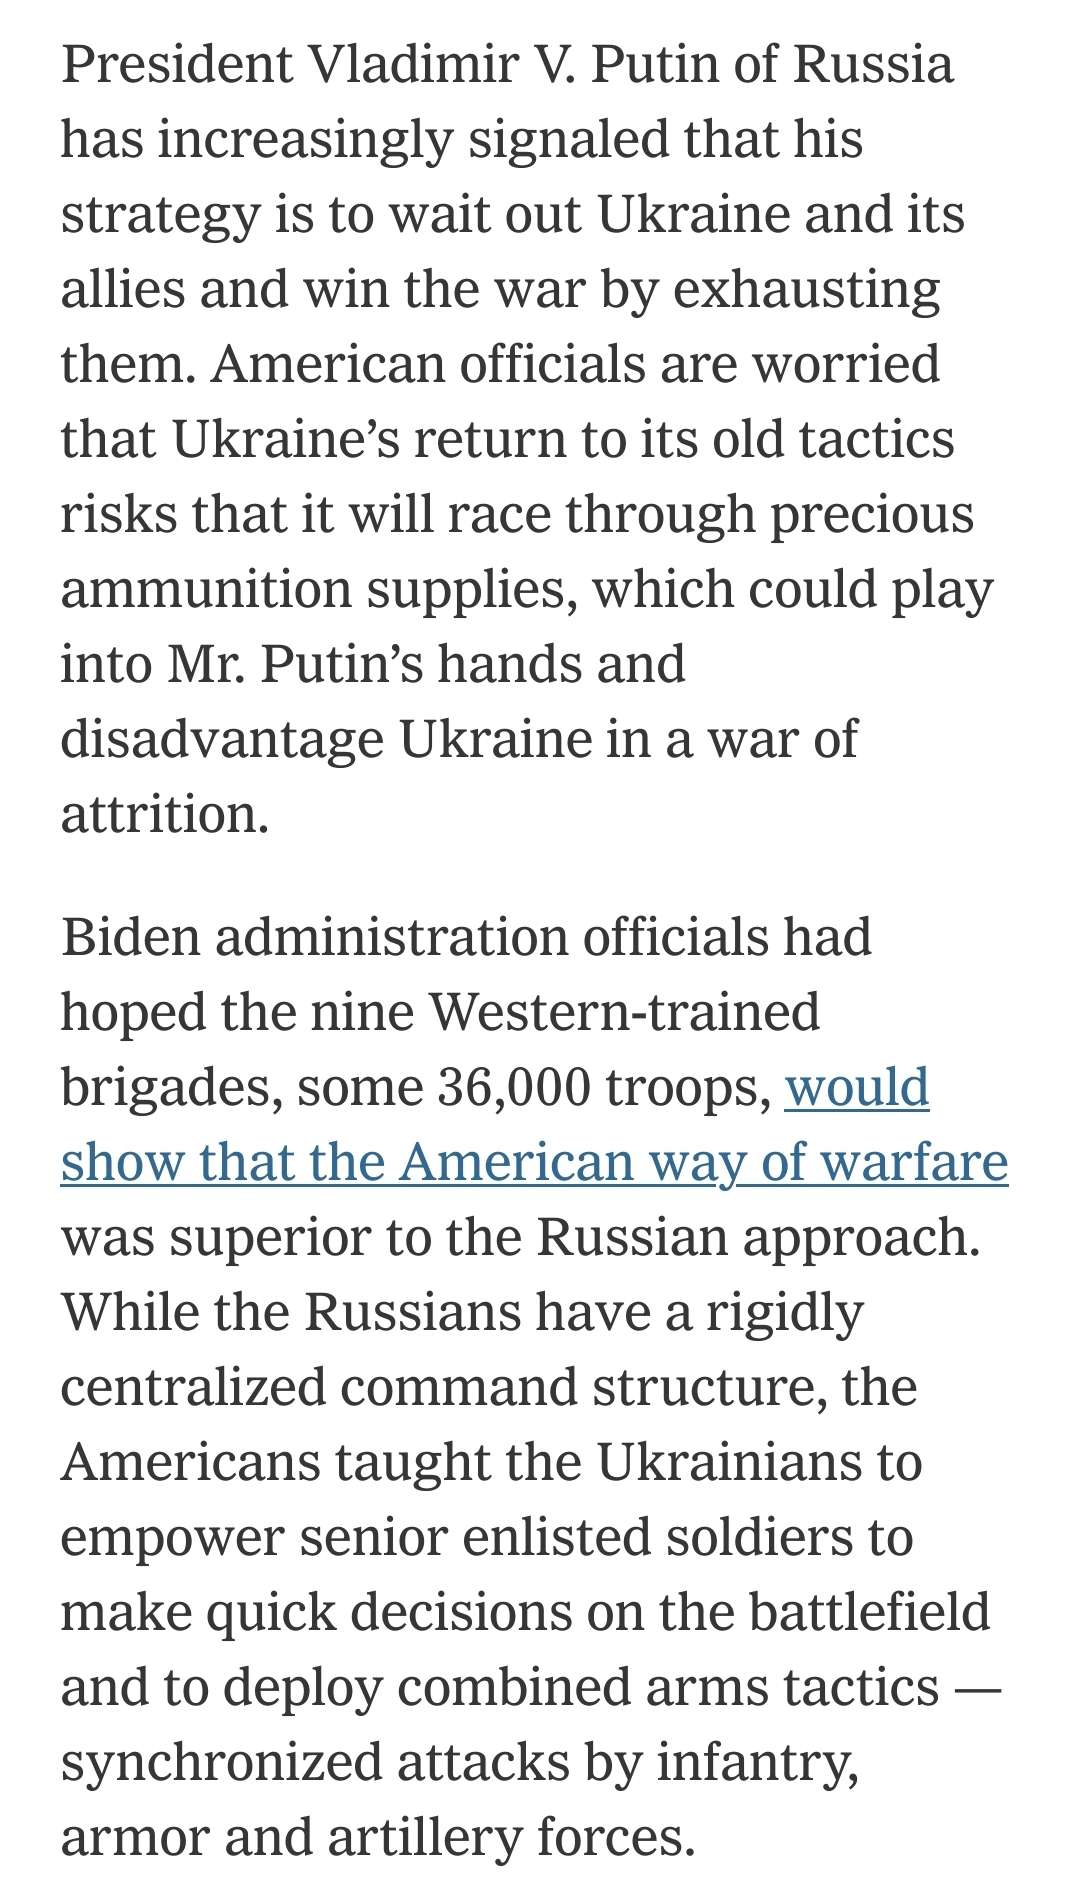 President Vladimir V. Putin of Russia
has increasingly signaled that his
strategy is to wait out Ukraine and its
allies and win the war by exhausting
them. American officials are worried
that Ukraine’s return to its old tactics
risks that it will race through precious
ammunition supplies, which could play
into Mr. Putin’s hands and
disadvantage Ukraine in a war of
attrition.
Biden administration officials had
hoped the nine Western-trained
brigades, some 36,000 troops, would
show that the American way of warfare
was superior to the Russian approach.
While the Russians have a rigidly
centralized command structure, the
Americans taught the Ukrainians to
empower senior enlisted soldiers to
make quick decisions on the battlefield
and to deploy combined arms tactics —
synchronized attacks by infantry,
armor and artillery forces.